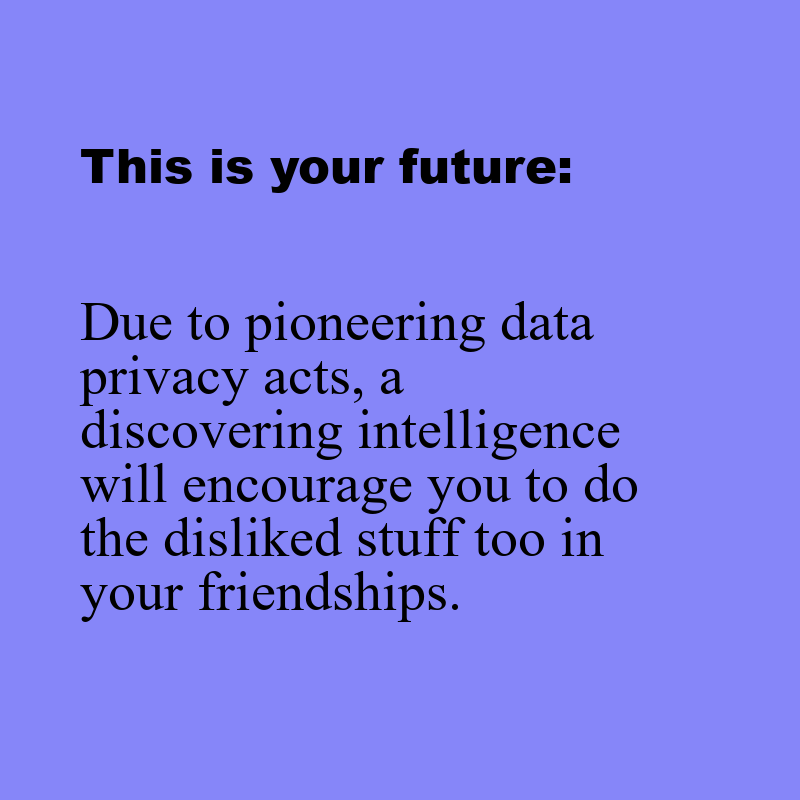 This is your future:
Due to pioneering data
privacy acts, a
discovering intelligence
will encourage you to do
the disliked stuff too in
your friendships.